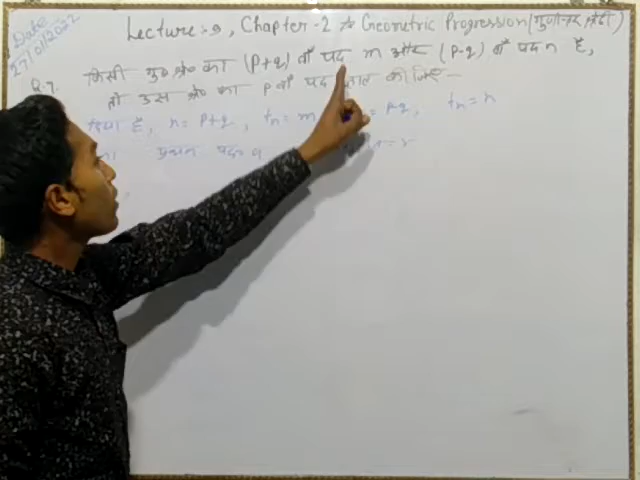 Date
27/01/2022
Lecture:-9, Chapter-2 ☆ Geometric Progression (गुणोत्तर श्रेढ़ी)
Q.7. किसी गु० श्रे० का (P+q) वाँ पद m और (P-q) वाँ पद n है,
तो उस श्रे० का P वाँ पद ज्ञात कीजिए-
दिया है, n = P+q, tn = m = P-q, tn = n
प्रथम पद = a = r